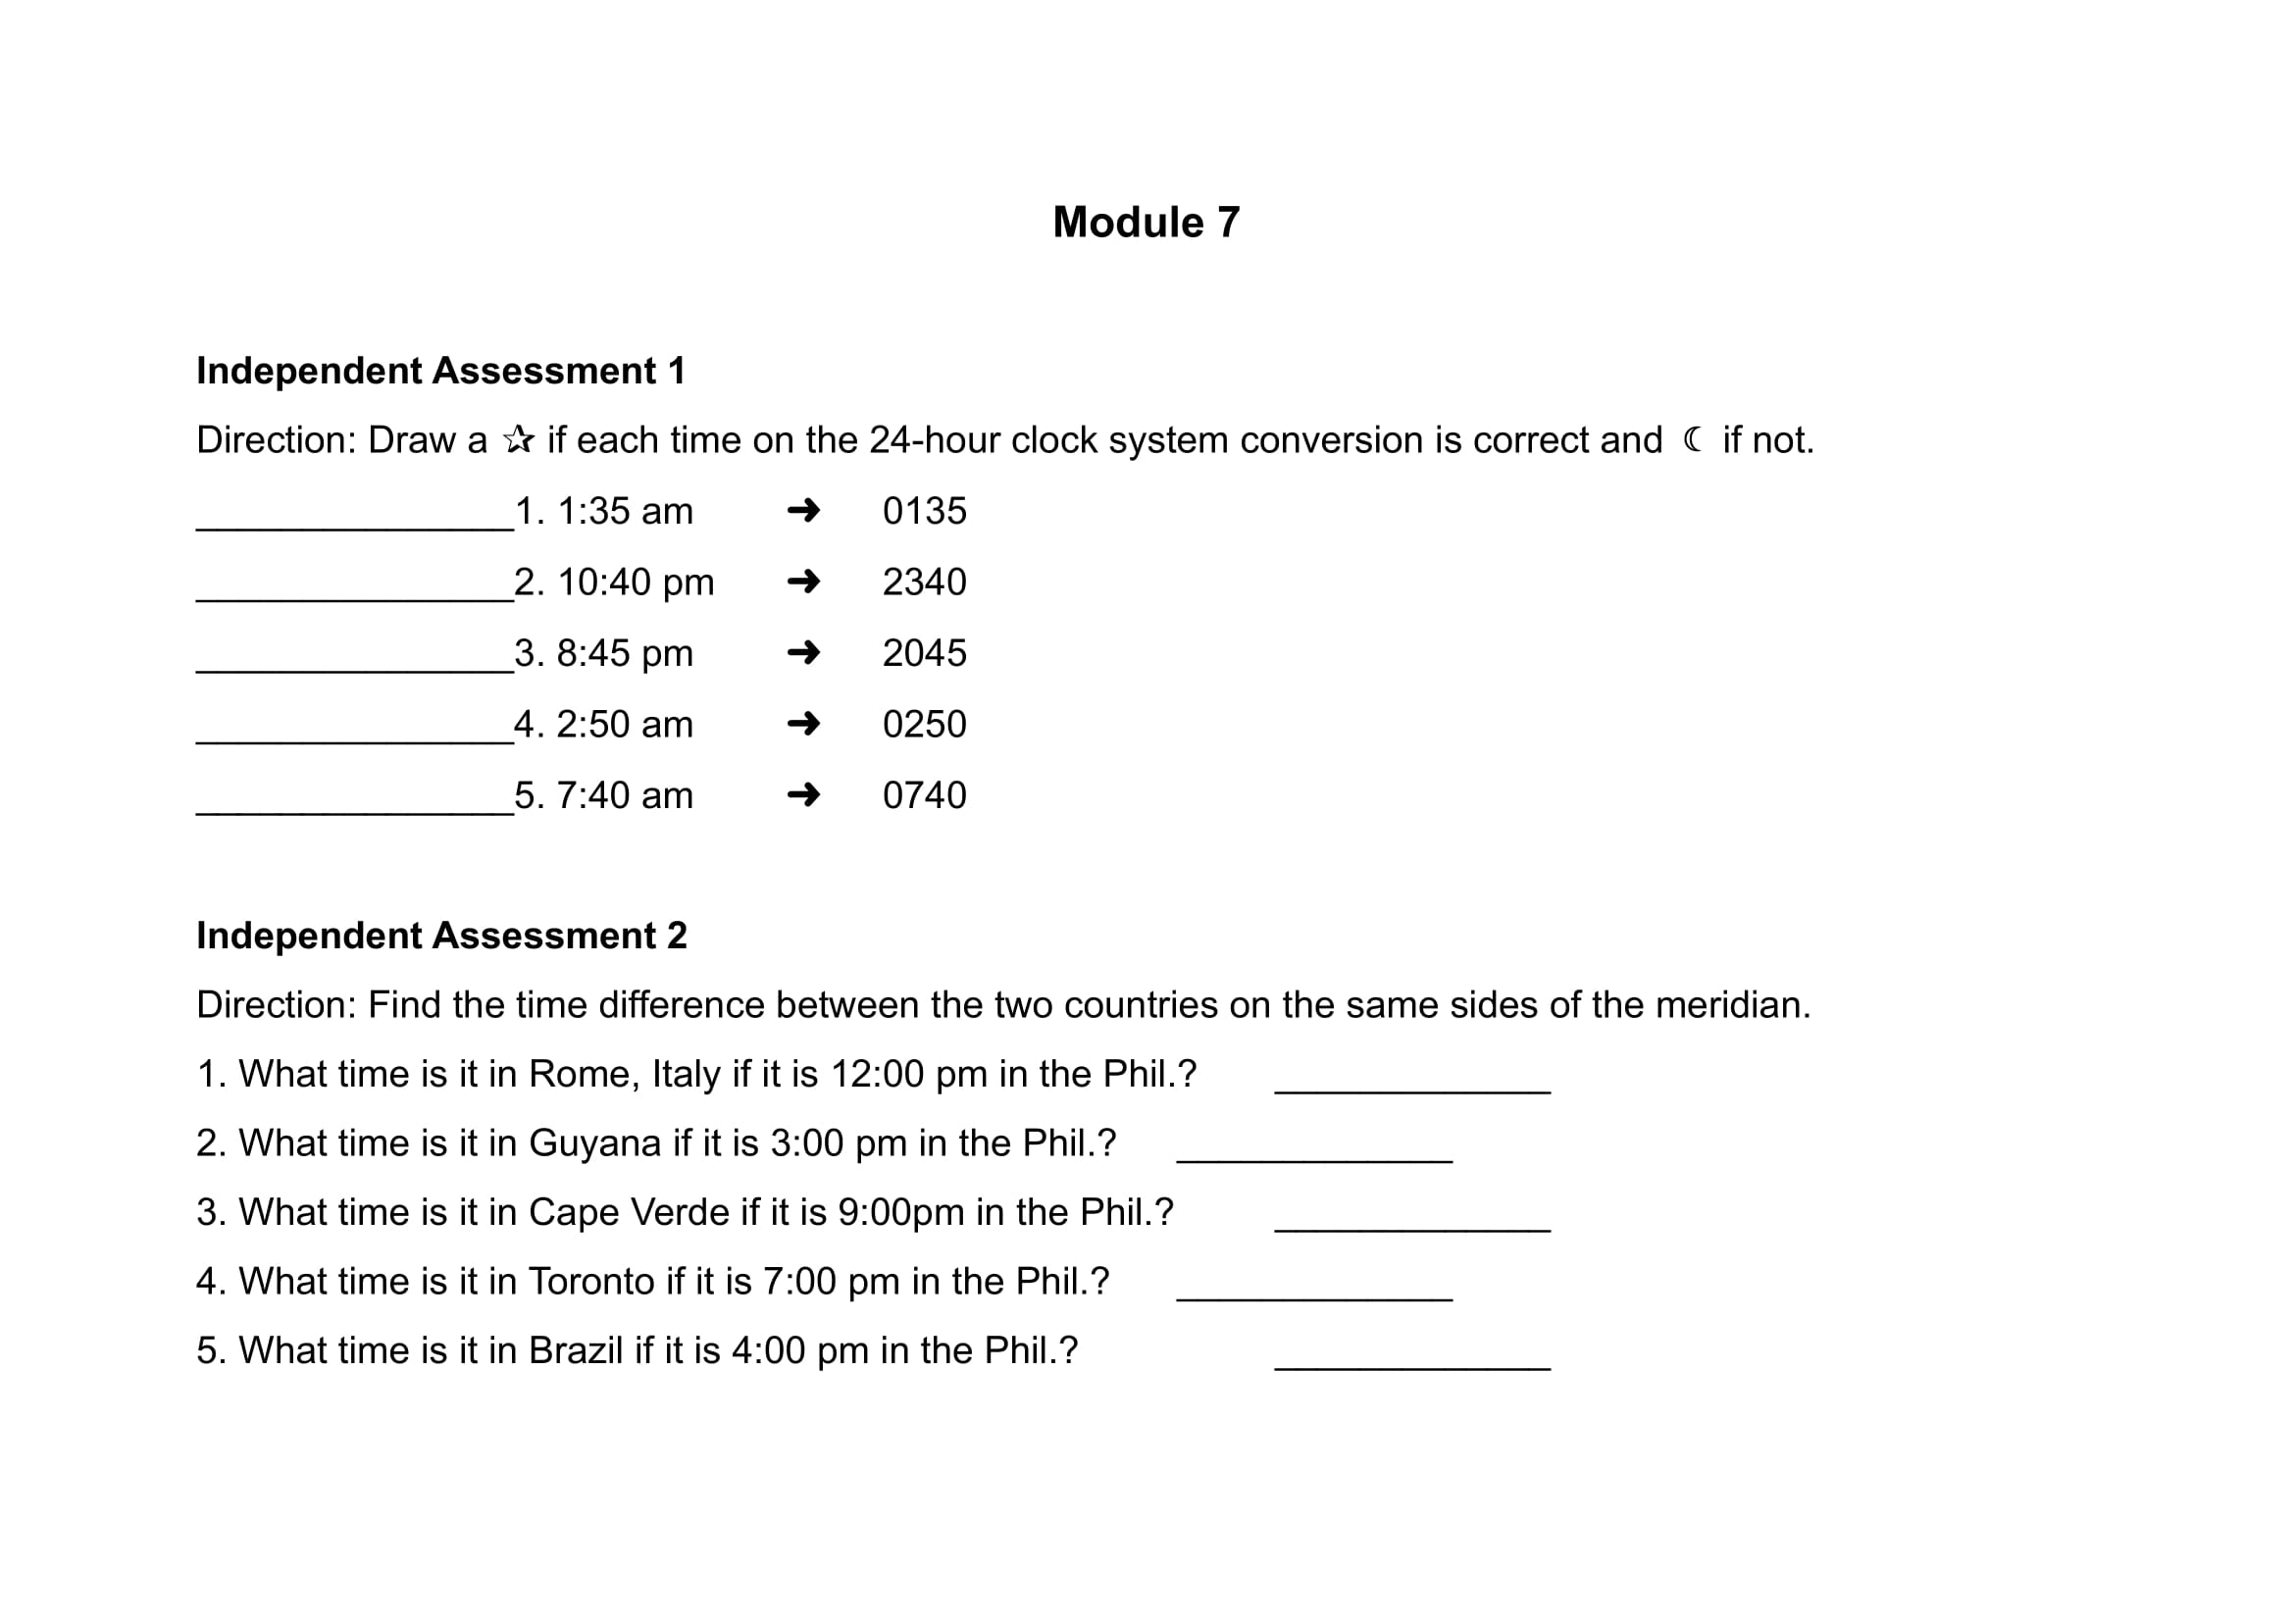 Module 7
Independent Assessment 1
Direction: Draw a ✰ if each time on the 24-hour clock system conversion is correct and ☾ if not.
_______________1. 1:35 am ➜ 0135
_______________2. 10:40 pm ➜ 2340
_______________3. 8:45 pm ➜ 2045
_______________4. 2:50 am ➜ 0250
_______________5. 7:40 am ➜ 0740
Independent Assessment 2
Direction: Find the time difference between the two countries on the same sides of the meridian.
1. What time is it in Rome, Italy if it is 12:00 pm in the Phil.? _____________
2. What time is it in Guyana if it is 3:00 pm in the Phil.? _____________
3. What time is it in Cape Verde if it is 9:00pm in the Phil.? _____________
4. What time is it in Toronto if it is 7:00 pm in the Phil.? _____________
5. What time is it in Brazil if it is 4:00 pm in the Phil.? _____________